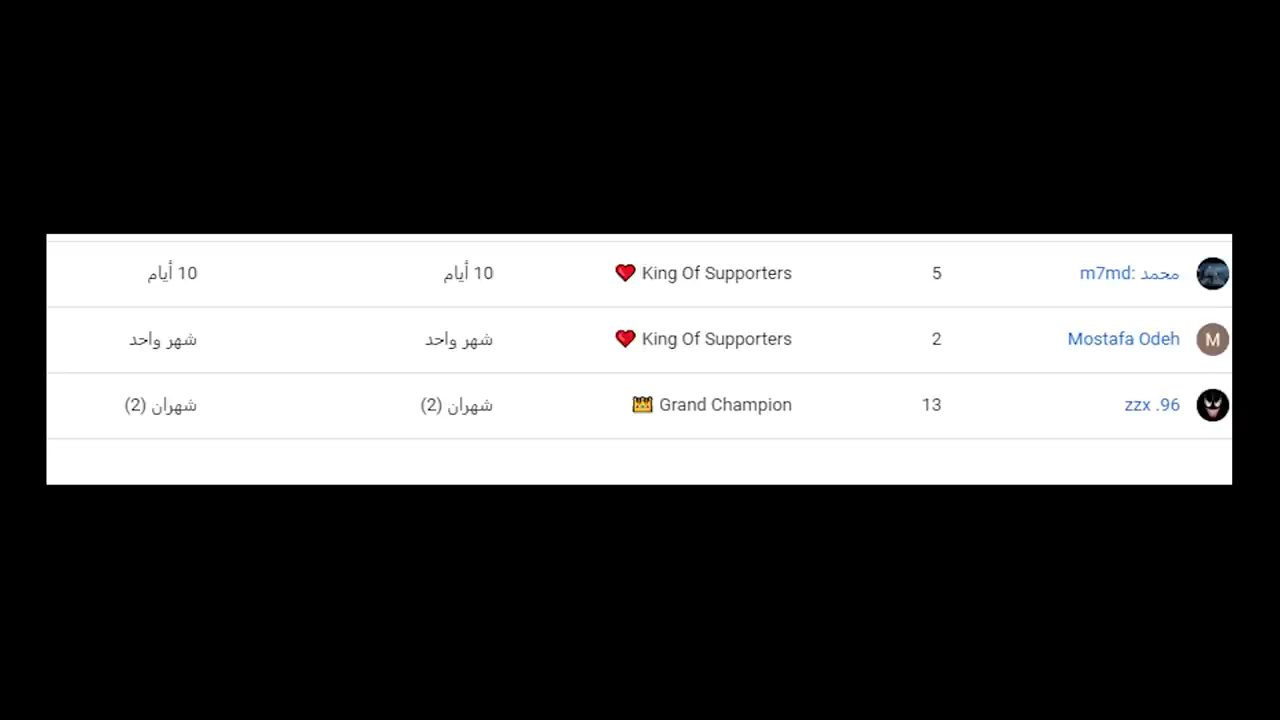 محمد :m7md 5 King Of Supporters ❤️ 10 أيام 10 أيام
M Mostafa Odeh 2 King Of Supporters ❤️ شهر واحد شهر واحد
zzx .96 13 Grand Champion 👑 شهران (2) شهران (2)